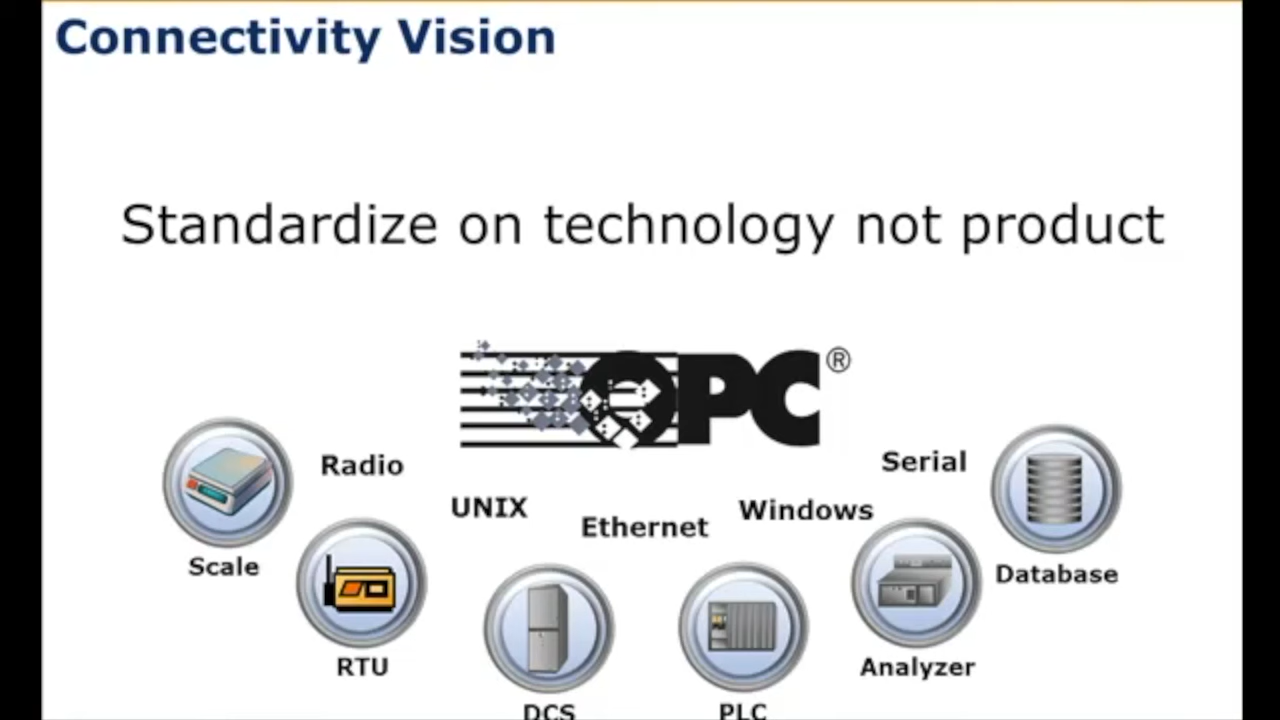 Connectivity Vision
Standardize on technology not product
OPC®
Radio
Serial
UNIX
Windows
Ethernet
Scale
Database
RTU
Analyzer
DCS
PLC